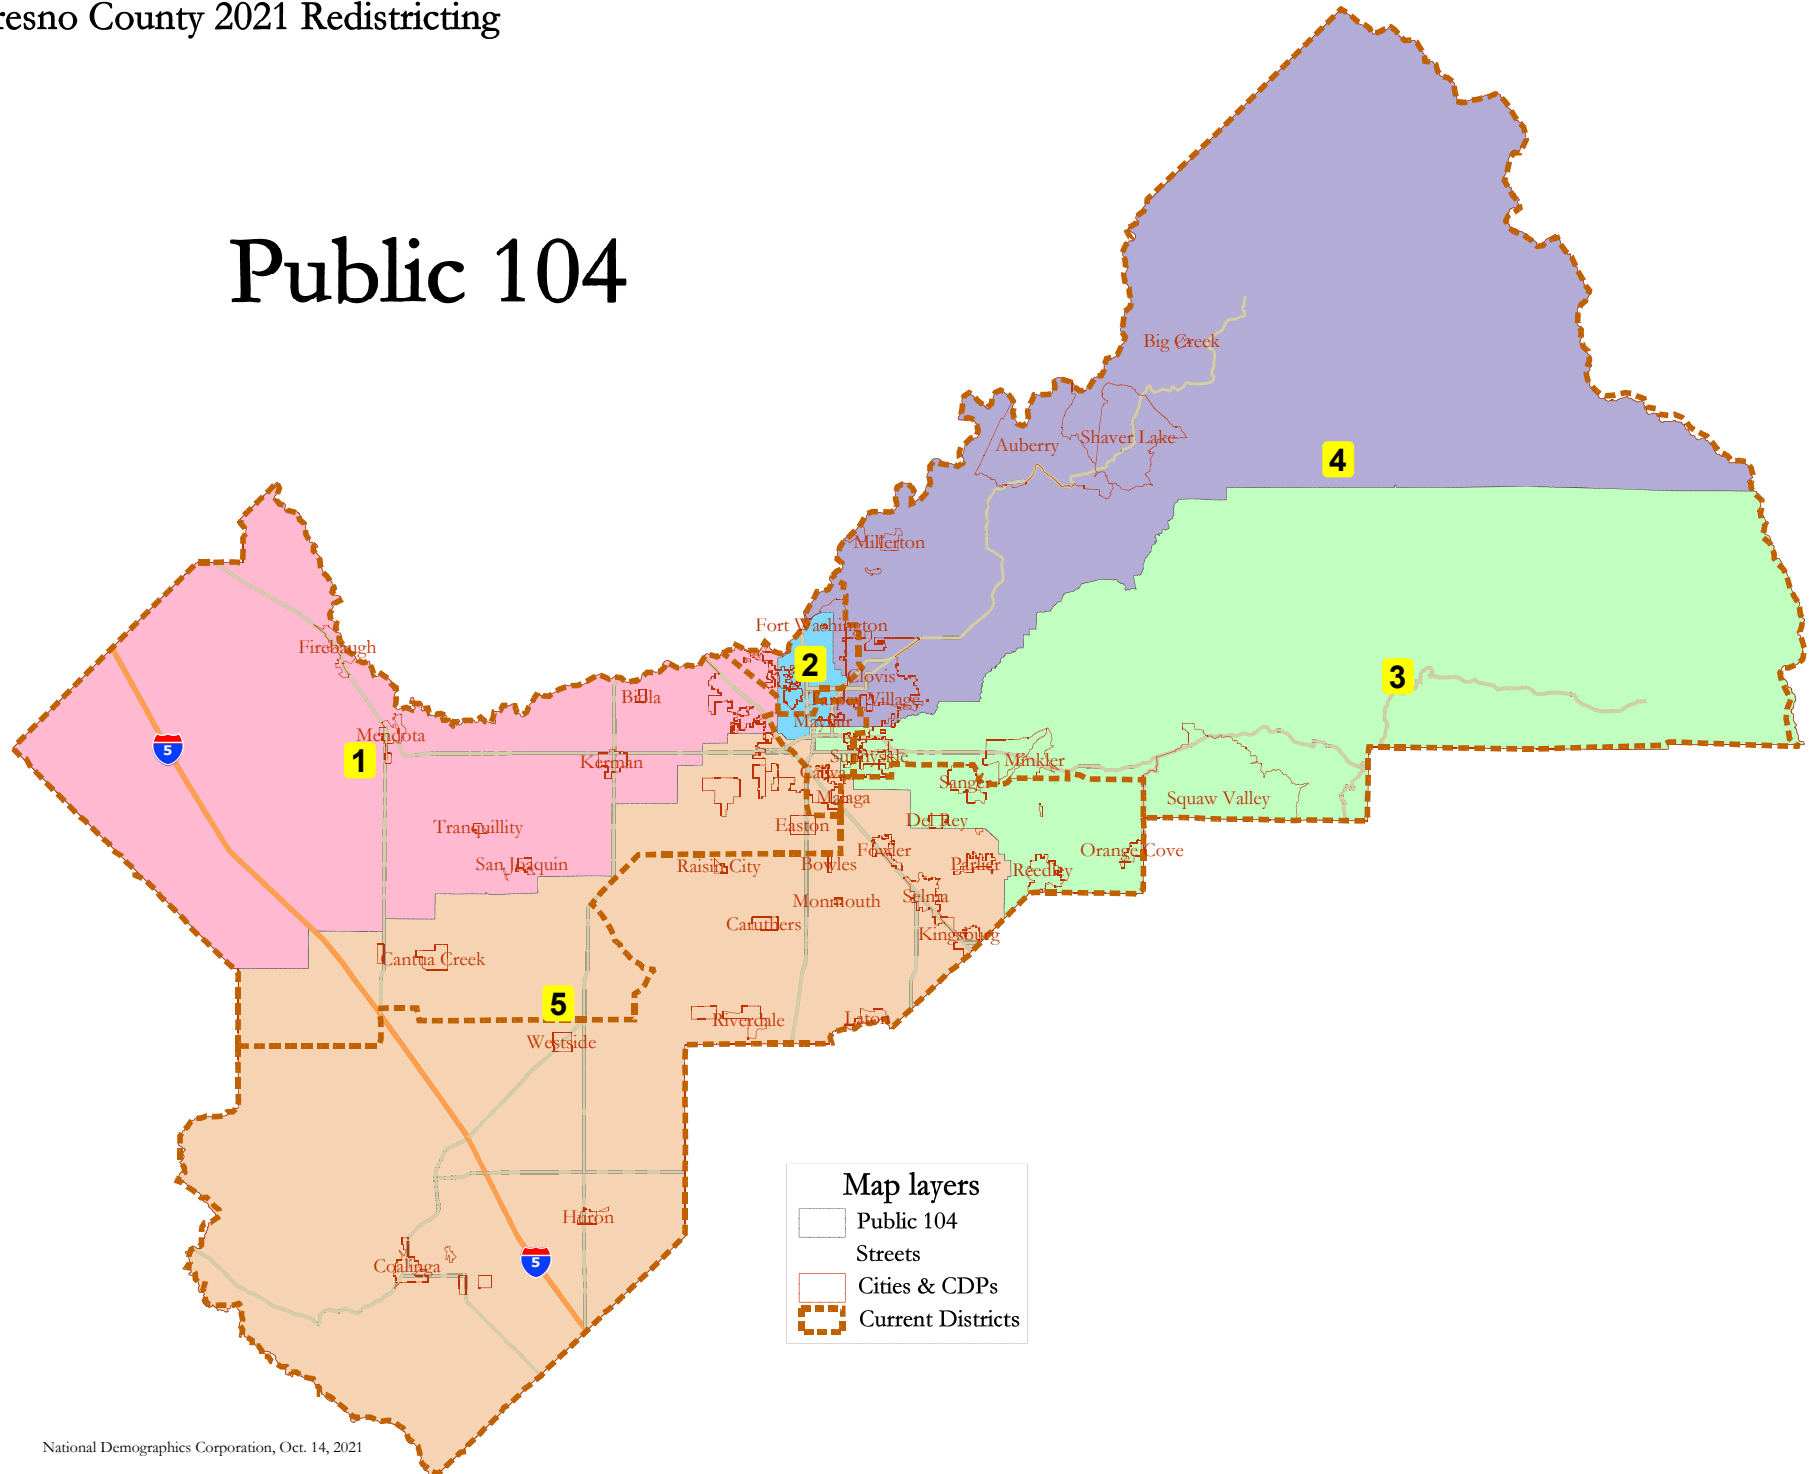 resno County 2021 Redistricting
Public 104
Big Creek
Auberry
Shaver Lake
4
Millerton
Fort Washington
Firebaugh
2
Clovis
3
Biola
Mendota
1
Kerman
Sunnyside
Minkler
Sanger
Malaga
Squaw Valley
Tranquillity
Easton
Del Rey
San Joaquin
Raisin City
Bowles
Fowler
Parlier
Reedley
Orange Cove
Monmouth
Selma
Caruthers
Kingsburg
Cantua Creek
5
Riverdale
Laton
Westside
Huron
Coalinga
5
5
Map layers
Public 104
Streets
Cities & CDPs
Current Districts
National Demographics Corporation, Oct. 14, 2021